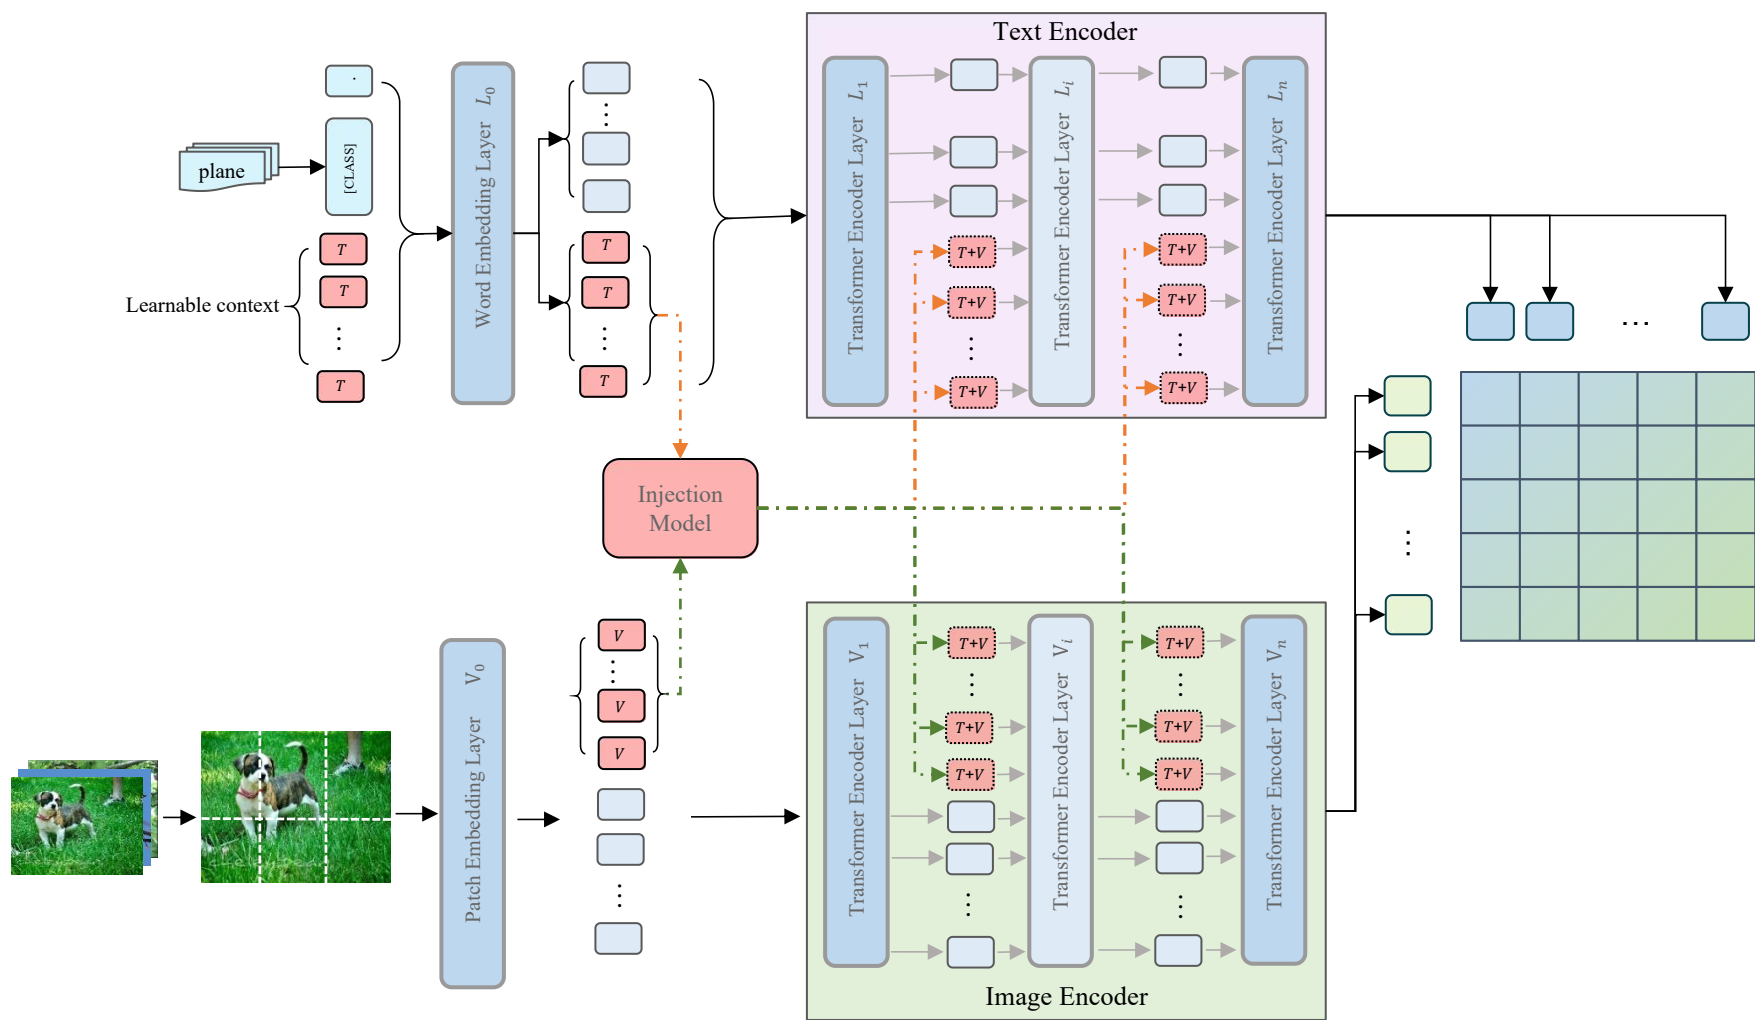 Text Encoder
.
[CLASS]
plane
T
T
⋮
T
Learnable context
Word Embedding Layer L₀
⋮
T
T
⋮
T
Transformer Encoder Layer L₁
T+V
T+V
⋮
T+V
Transformer Encoder Layer Lᵢ
T+V
T+V
⋮
T+V
Transformer Encoder Layer Lₙ
...
Injection
Model
⋮
Patch Embedding Layer V₀
V
⋮
V
V
⋮
Transformer Encoder Layer V₁
T+V
⋮
T+V
T+V
⋮
Transformer Encoder Layer Vᵢ
T+V
⋮
T+V
T+V
⋮
Transformer Encoder Layer Vₙ
Image Encoder